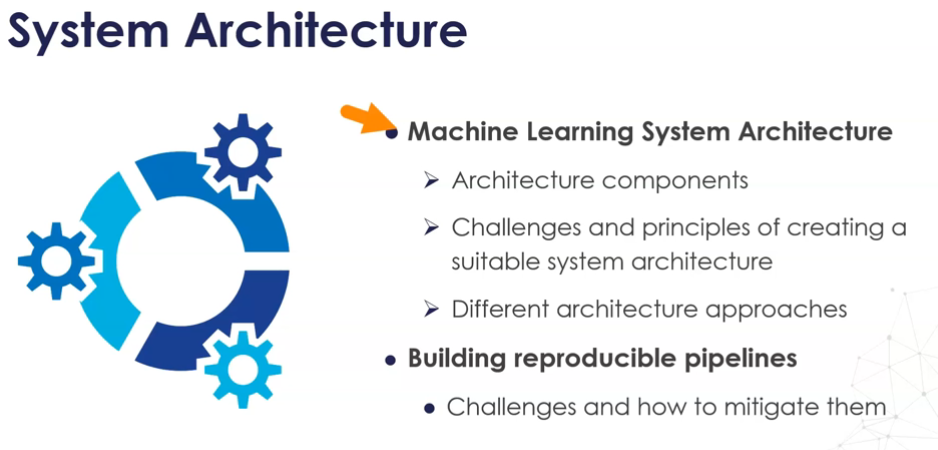 System Architecture
Machine Learning System Architecture
Architecture components
Challenges and principles of creating a
suitable system architecture
Different architecture approaches
Building reproducible pipelines
Challenges and how to mitigate them